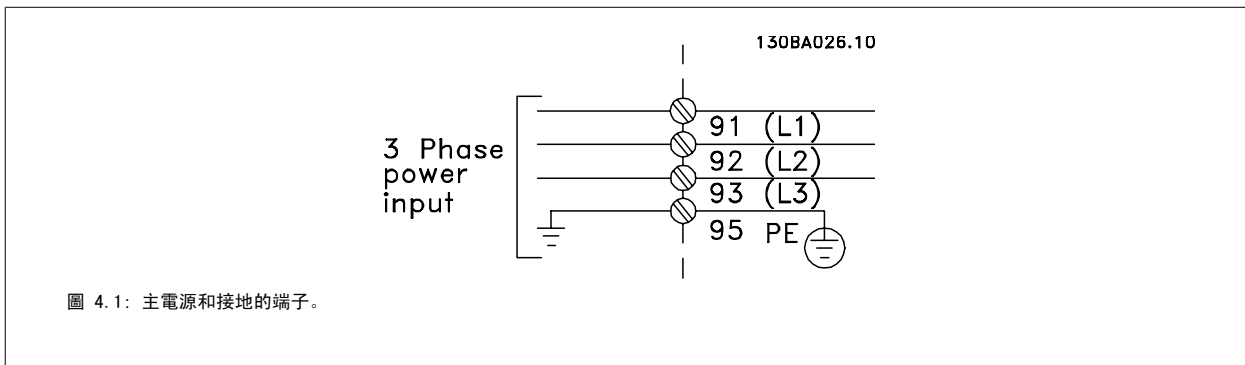 130BA026.10
3 Phase
power
input
91 (L1)
92 (L2)
93 (L3)
95 PE
圖 4.1: 主電源和接地的端子。